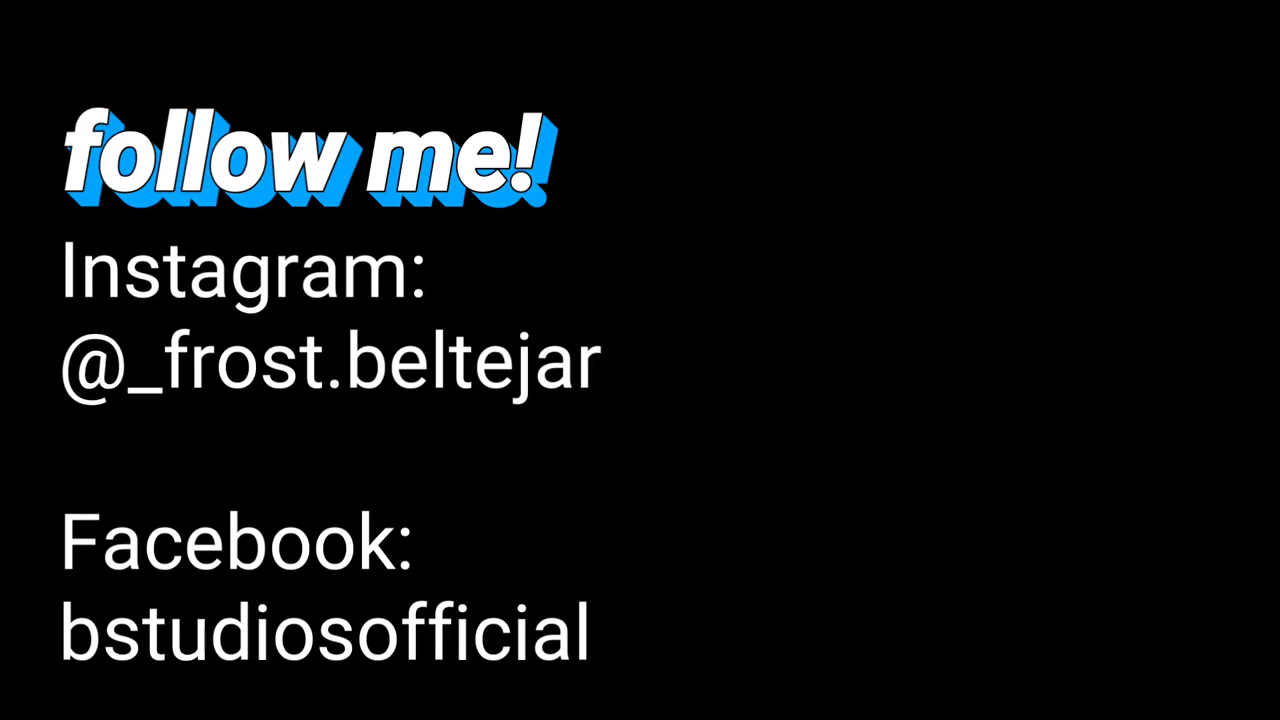 follow me!
Instagram:
@_frost.beltejar
Facebook:
bstudiosofficial